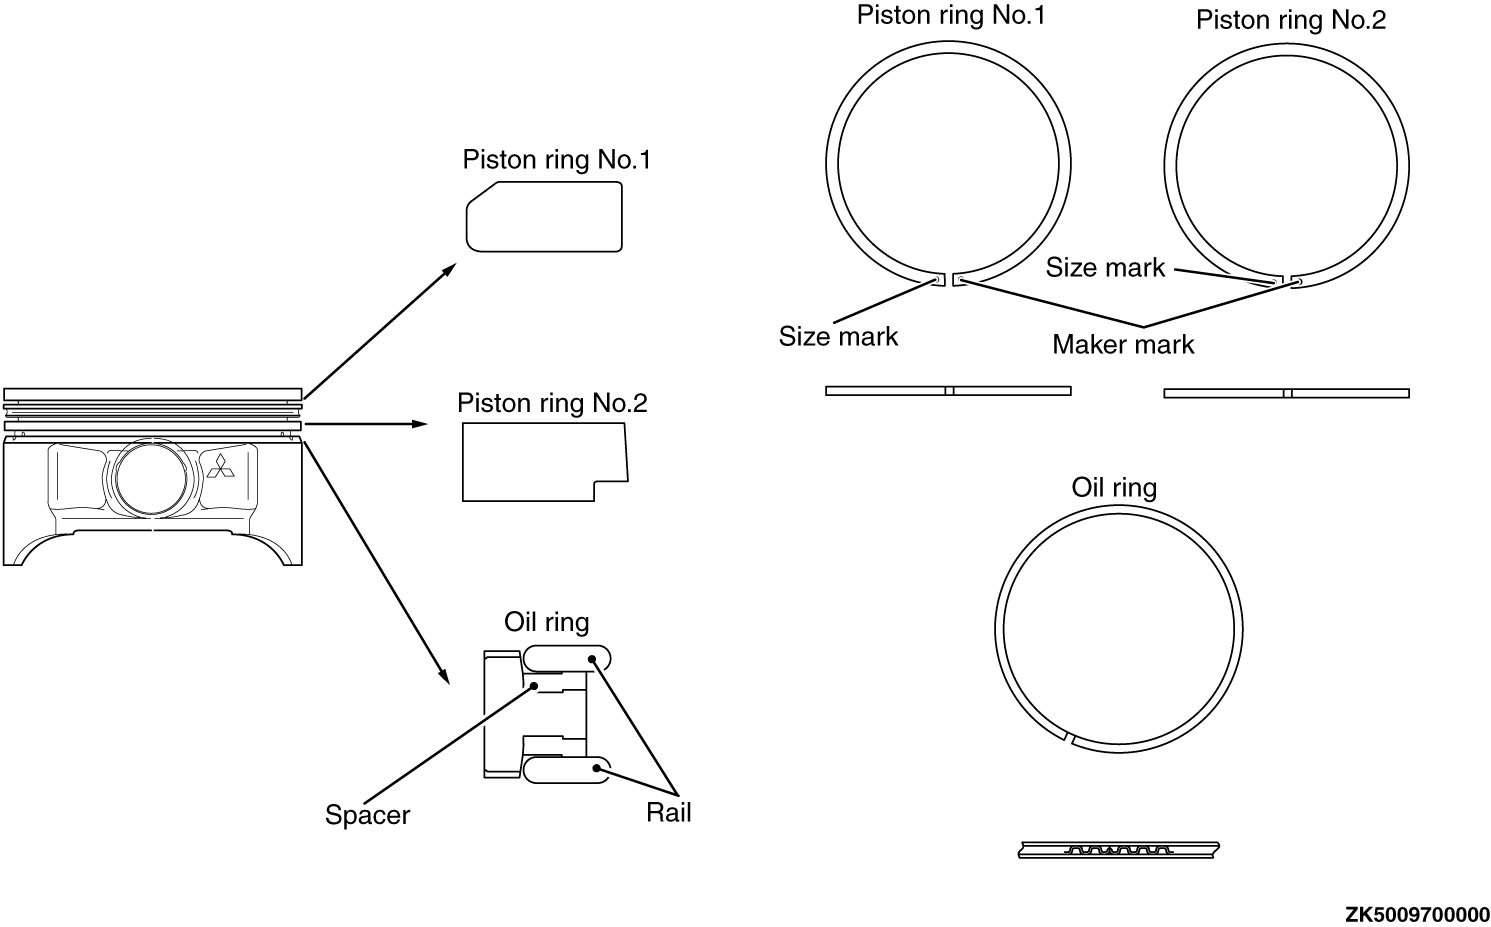 Piston ring No.1
Piston ring No.2
Piston ring No.1
Size mark
Size mark
Maker mark
Piston ring No.2
Oil ring
Oil ring
Spacer
Rail
ZK5009700000